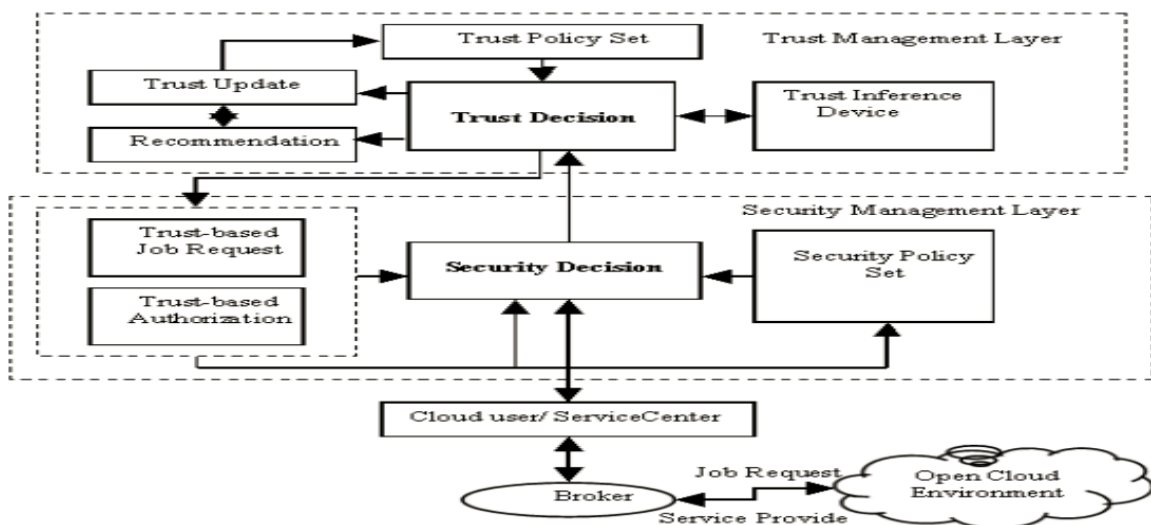 Trust Policy Set
Trust Management Layer
Trust Update
Trust Decision
Trust Inference
Device
Recommendation
Security Management Layer
Trust-based
Job Request
Security Decision
Security Policy
Set
Trust-based
Authorization
Cloud user/ ServiceCenter
Job Request
Open Cloud
Environment
Broker
Service Provide